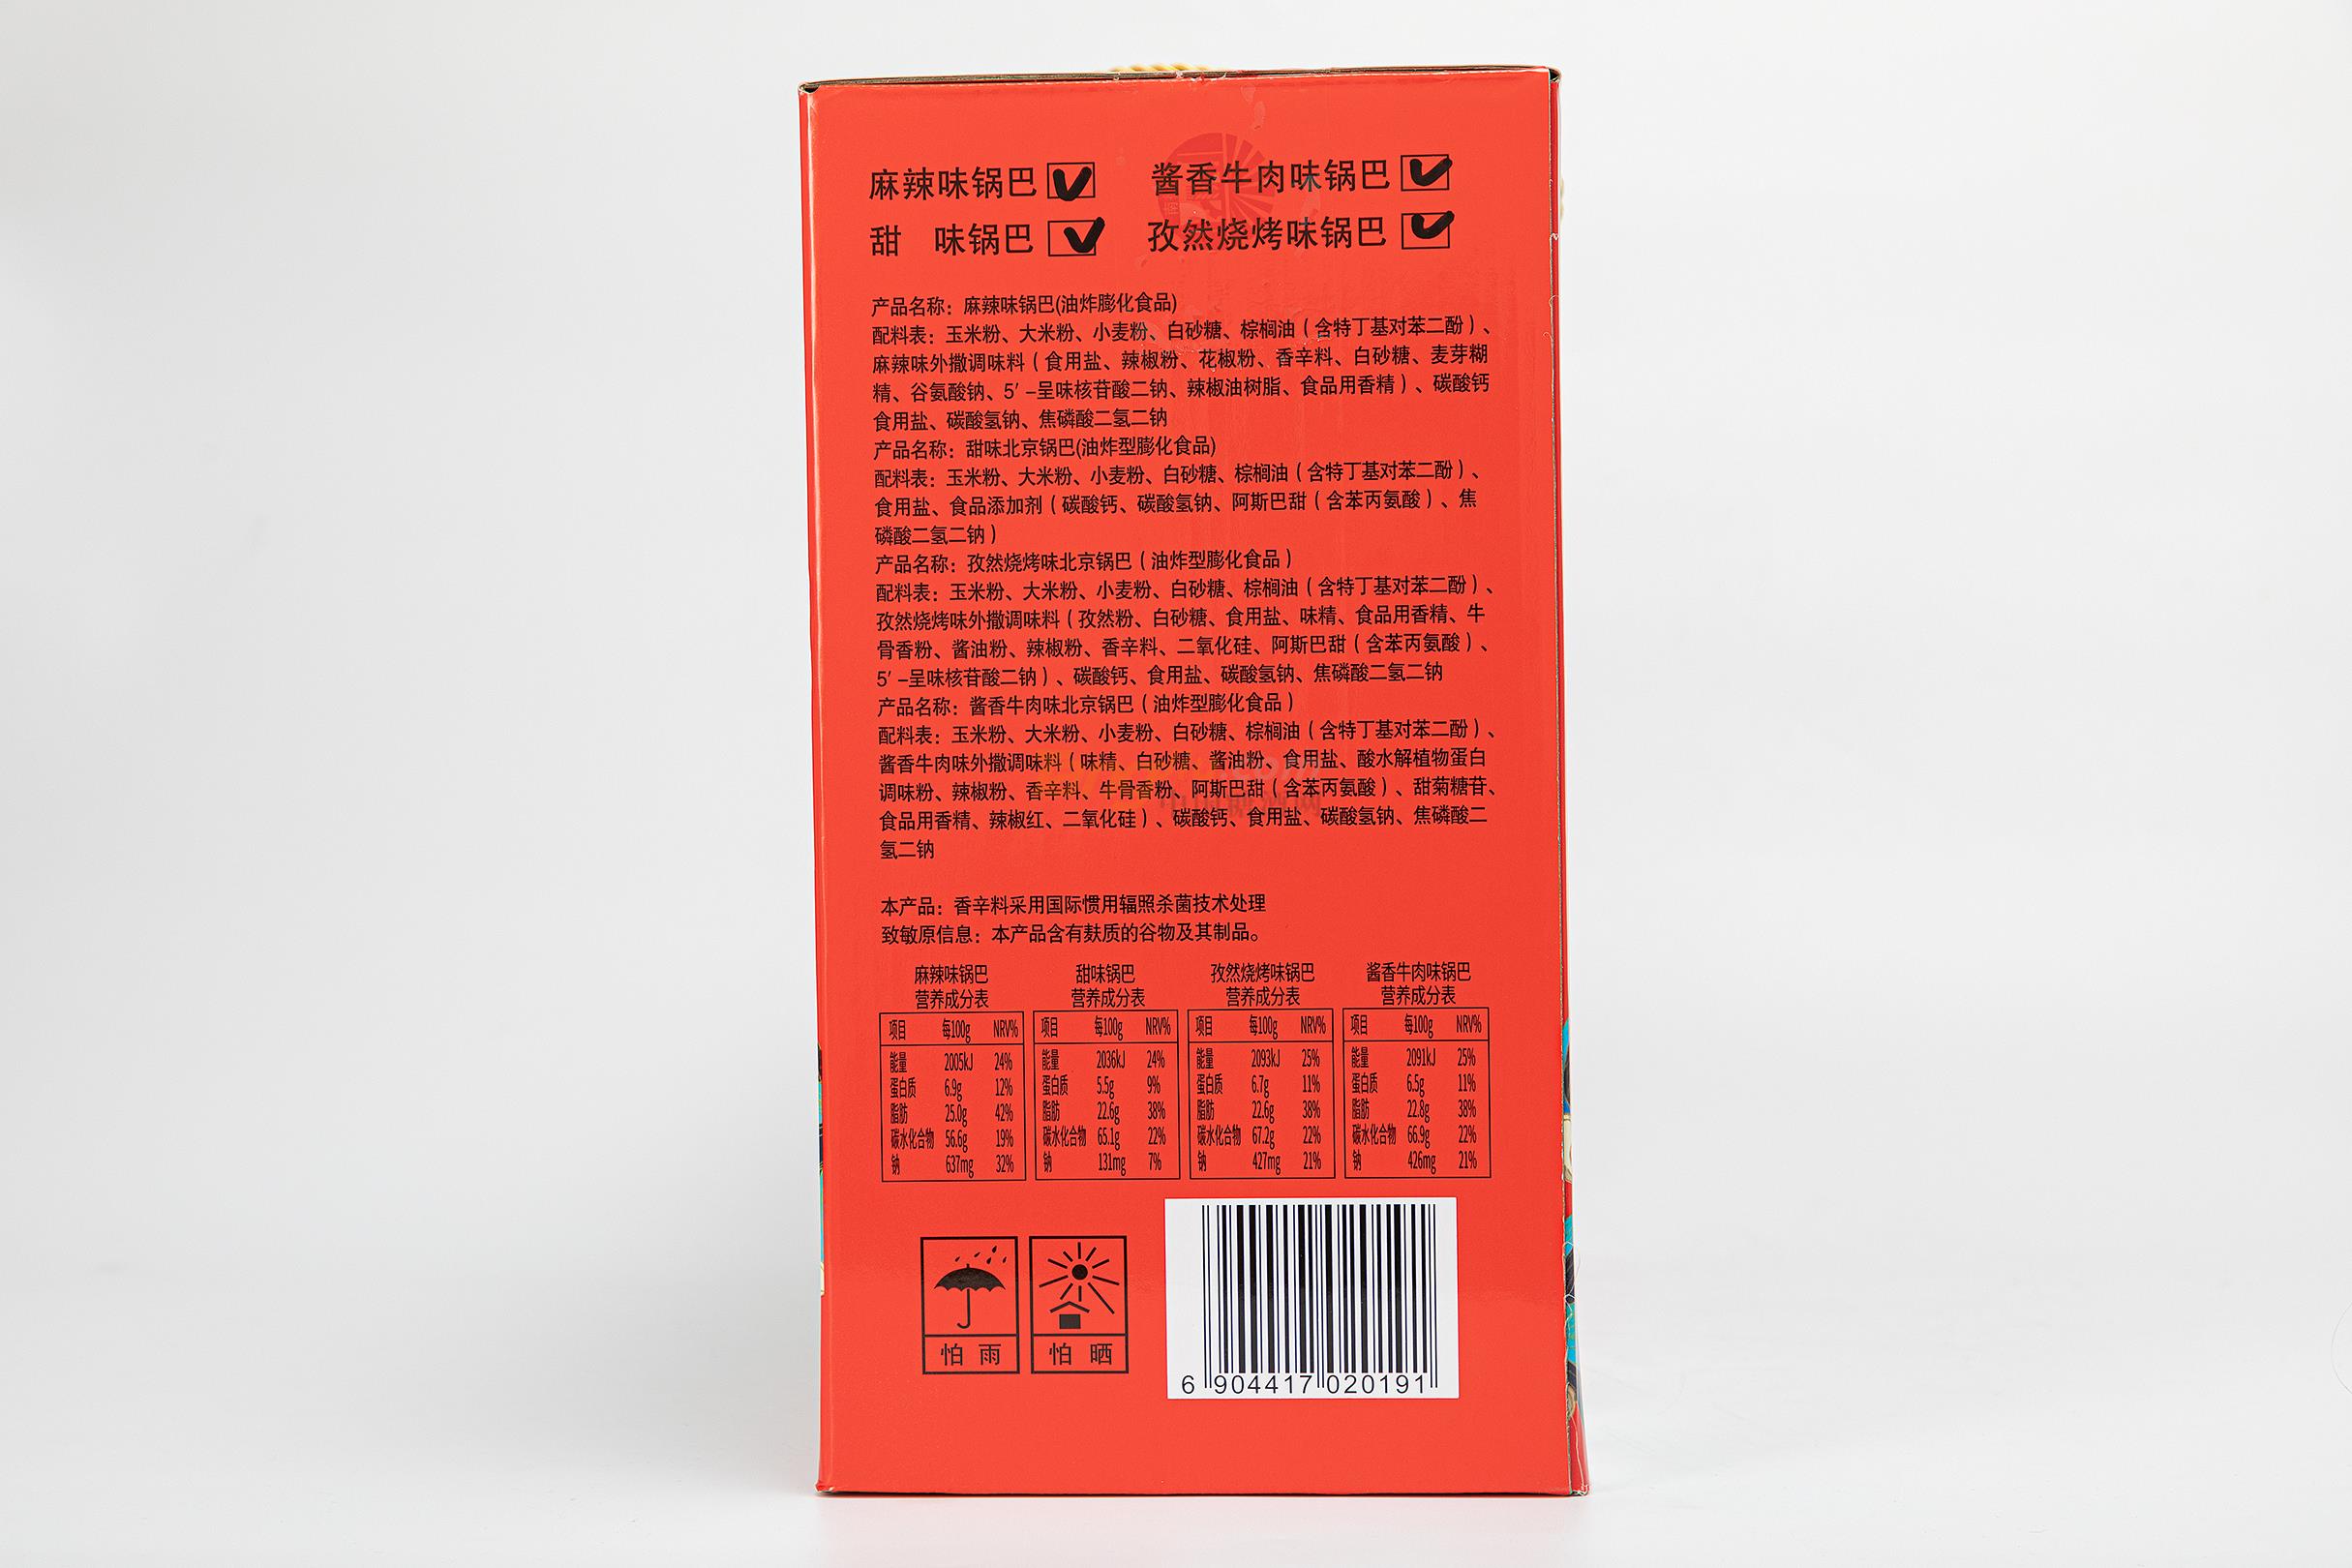 麻辣味锅巴 酱香牛肉味锅巴
甜 味锅巴 孜然烧烤味锅巴
产品名称：麻辣味锅巴(油炸膨化食品)
配料表：玉米粉、大米粉、小麦粉、白砂糖、棕榈油（含特丁基对苯二酚）、
麻辣味外撒调味料（食用盐、辣椒粉、花椒粉、香辛料、白砂糖、麦芽糊
精、谷氨酸钠、5′-呈味核苷酸二钠、辣椒油树脂、食品用香精）、碳酸钙
食用盐、碳酸氢钠、焦磷酸二氢二钠
产品名称：甜味北京锅巴(油炸型膨化食品)
配料表：玉米粉、大米粉、小麦粉、白砂糖、棕榈油（含特丁基对苯二酚）、
食用盐、食品添加剂（碳酸钙、碳酸氢钠、阿斯巴甜（含苯丙氨酸）、焦
磷酸二氢二钠）
产品名称：孜然烧烤味北京锅巴（油炸型膨化食品）
配料表：玉米粉、大米粉、小麦粉、白砂糖、棕榈油（含特丁基对苯二酚）、
孜然烧烤味外撒调味料（孜然粉、白砂糖、食用盐、味精、食品用香精、牛
骨香粉、酱油粉、辣椒粉、香辛料、二氧化硅、阿斯巴甜（含苯丙氨酸）、
5′-呈味核苷酸二钠）、碳酸钙、食用盐、碳酸氢钠、焦磷酸二氢二钠
产品名称：酱香牛肉味北京锅巴（油炸型膨化食品）
配料表：玉米粉、大米粉、小麦粉、白砂糖、棕榈油（含特丁基对苯二酚）、
酱香牛肉味外撒调味料（味精、白砂糖、酱油粉、食用盐、酸水解植物蛋白
调味粉、辣椒粉、香辛料、牛骨香粉、阿斯巴甜（含苯丙氨酸）、甜菊糖苷、
食品用香精、辣椒红、二氧化硅）、碳酸钙、食用盐、碳酸氢钠、焦磷酸二
氢二钠
本产品：香辛料采用国际惯用辐照杀菌技术处理
致敏原信息：本产品含有麸质的谷物及其制品。
麻辣味锅巴 甜味锅巴 孜然烧烤味锅巴 酱香牛肉味锅巴
营养成分表 营养成分表 营养成分表 营养成分表
项目 每100g NRV% 项目 每100g NRV% 项目 每100g NRV% 项目 每100g NRV%
能量 2005kJ 24% 能量 2036kJ 24% 能量 2093kJ 25% 能量 2091kJ 25%
蛋白质 6.9g 12% 蛋白质 5.5g 9% 蛋白质 6.7g 11% 蛋白质 6.5g 11%
脂肪 25.0g 42% 脂肪 22.6g 38% 脂肪 22.6g 38% 脂肪 22.8g 38%
碳水化合物 56.6g 19% 碳水化合物 65.1g 22% 碳水化合物 67.2g 22% 碳水化合物 66.9g 22%
钠 637mg 32% 钠 131mg 7% 钠 427mg 21% 钠 426mg 21%
怕雨 怕晒
6 904417 020191